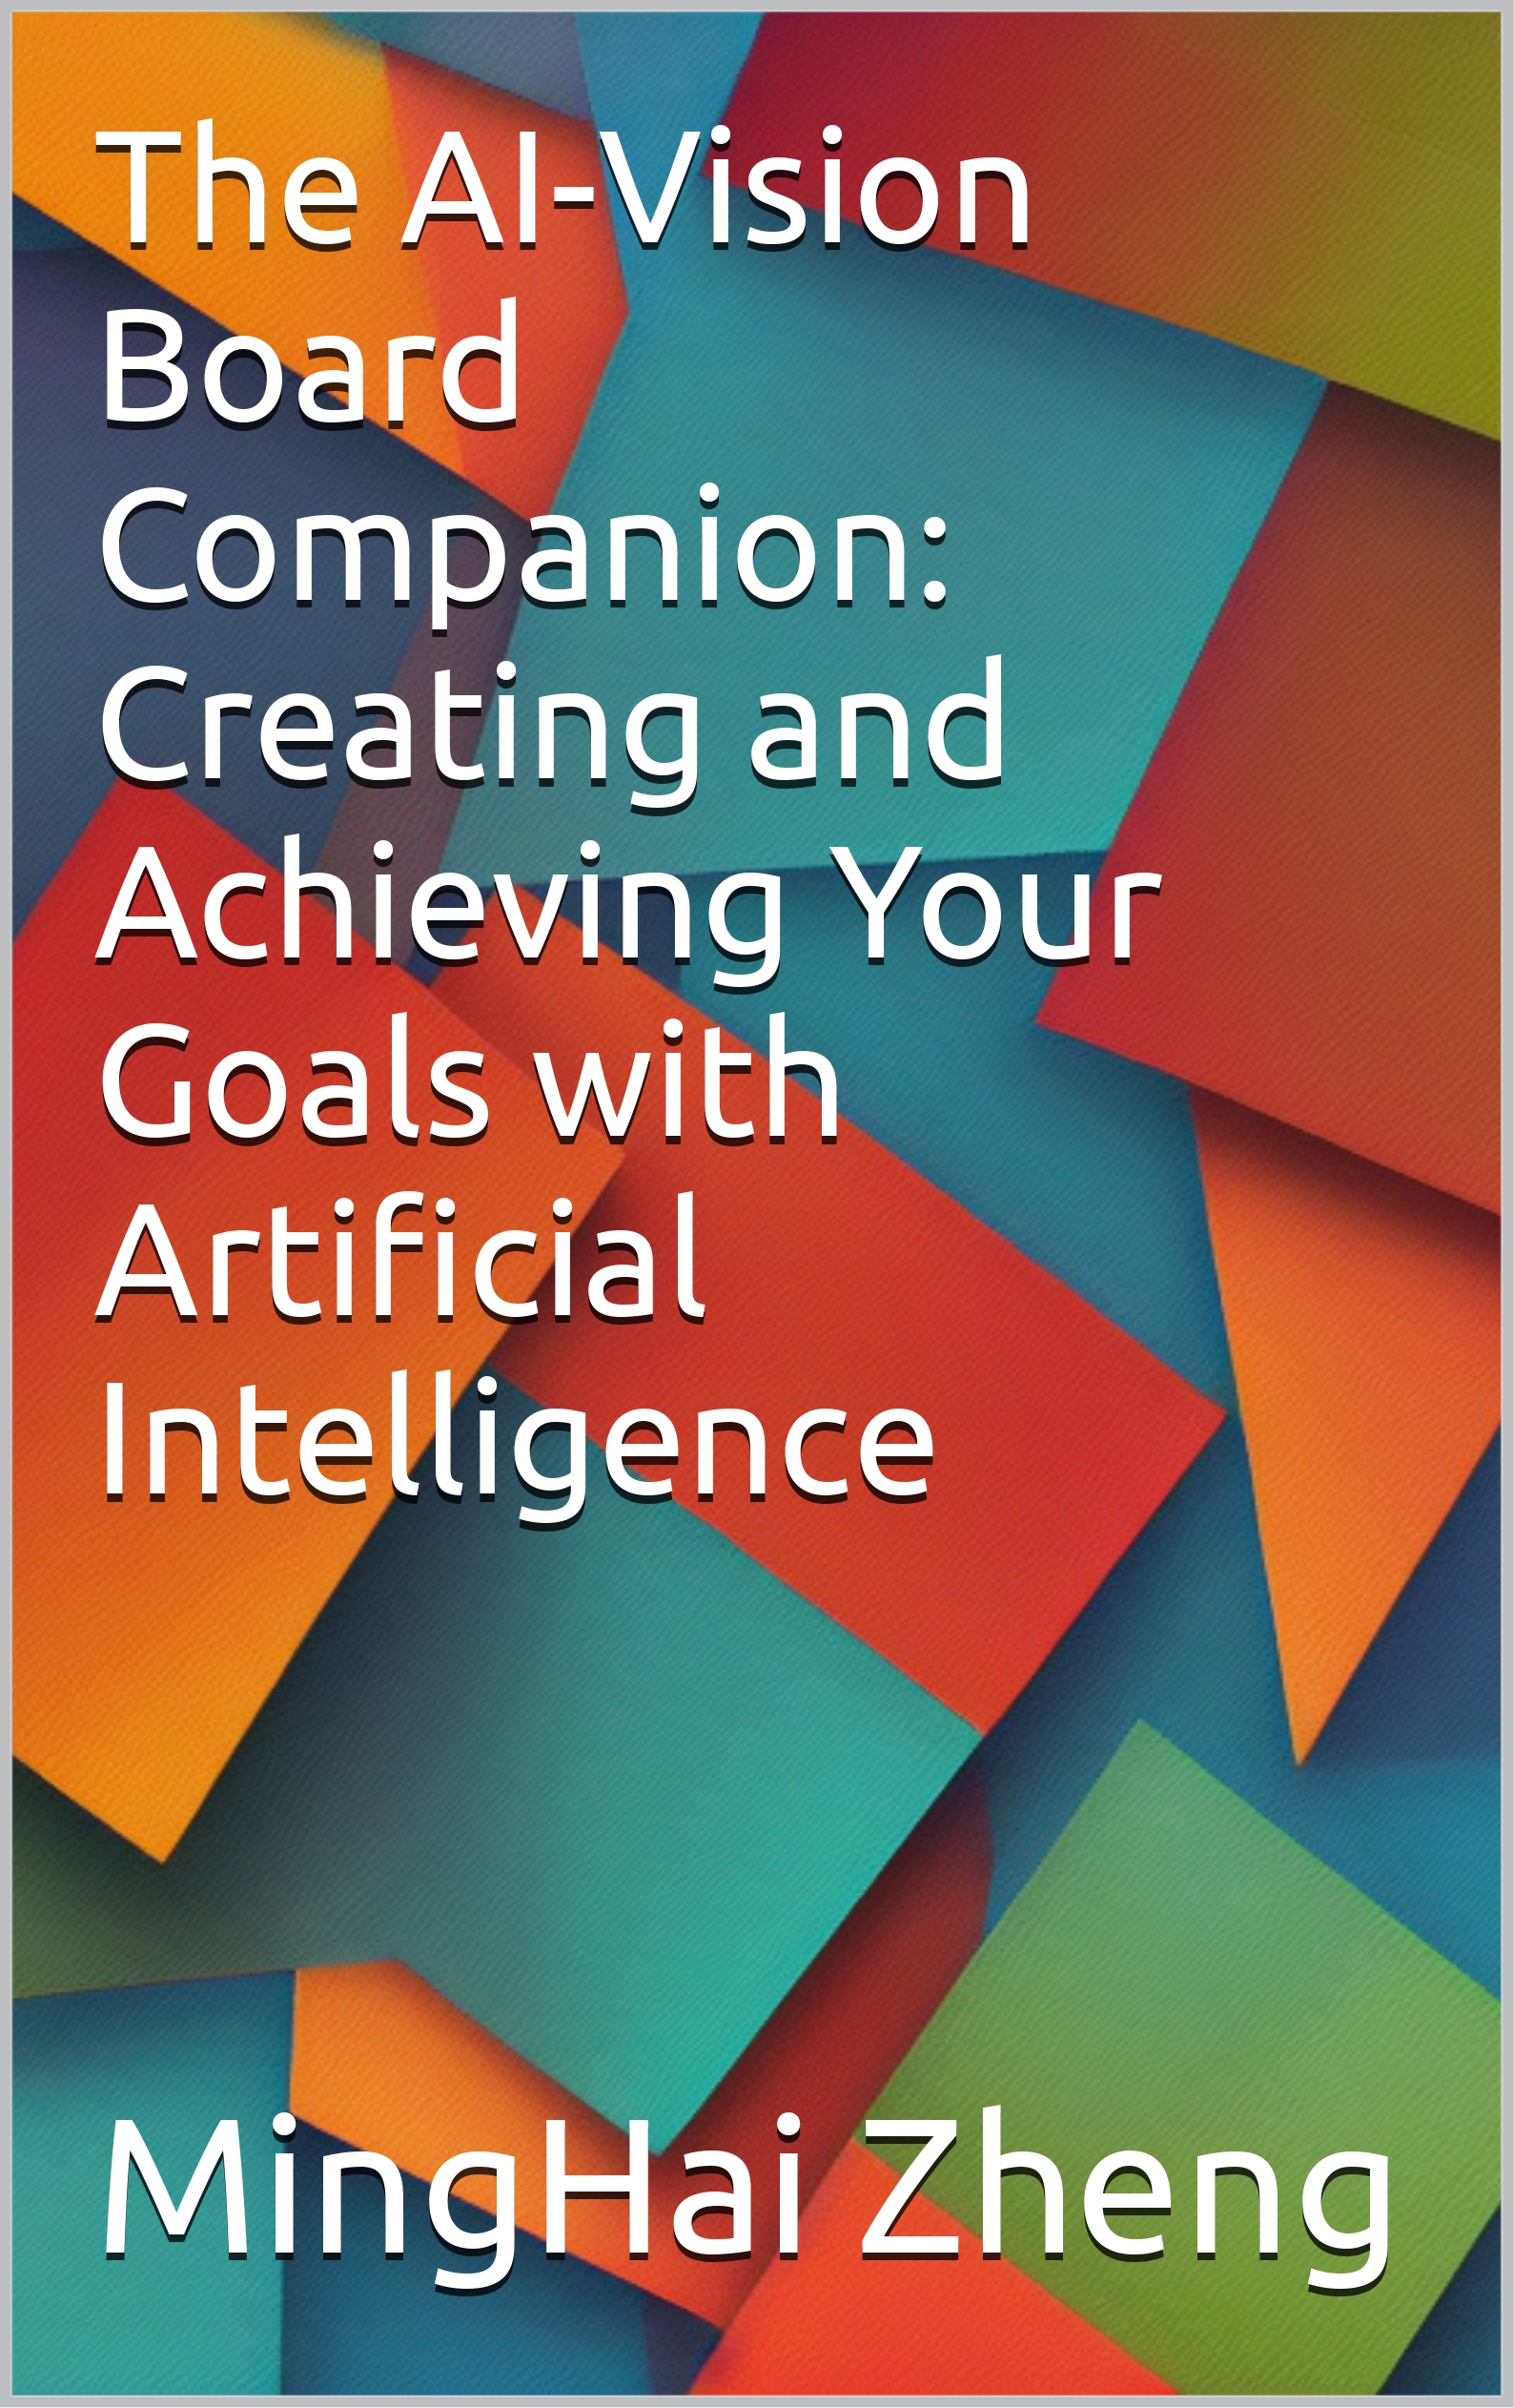 The AI-Vision
Board
Companion:
Creating and
Achieving Your
Goals with
Artificial
Intelligence
MingHai Zheng